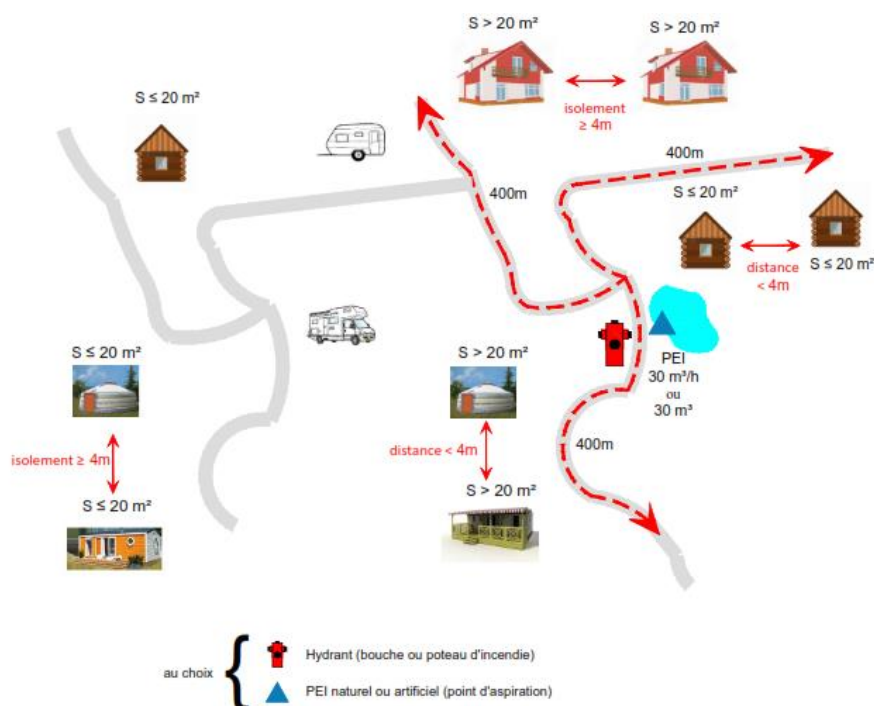 S > 20 m²
S > 20 m²
isolement
≥ 4m
S ≤ 20 m²
400m
400m
S ≤ 20 m²
distance
< 4m
S ≤ 20 m²
S ≤ 20 m²
isolement ≥ 4m
S ≤ 20 m²
S > 20 m²
distance < 4m
S > 20 m²
PEI
30 m³/h
ou
30 m³
400m
au choix
Hydrant (bouche ou poteau d'incendie)
PEI naturel ou artificiel (point d'aspiration)